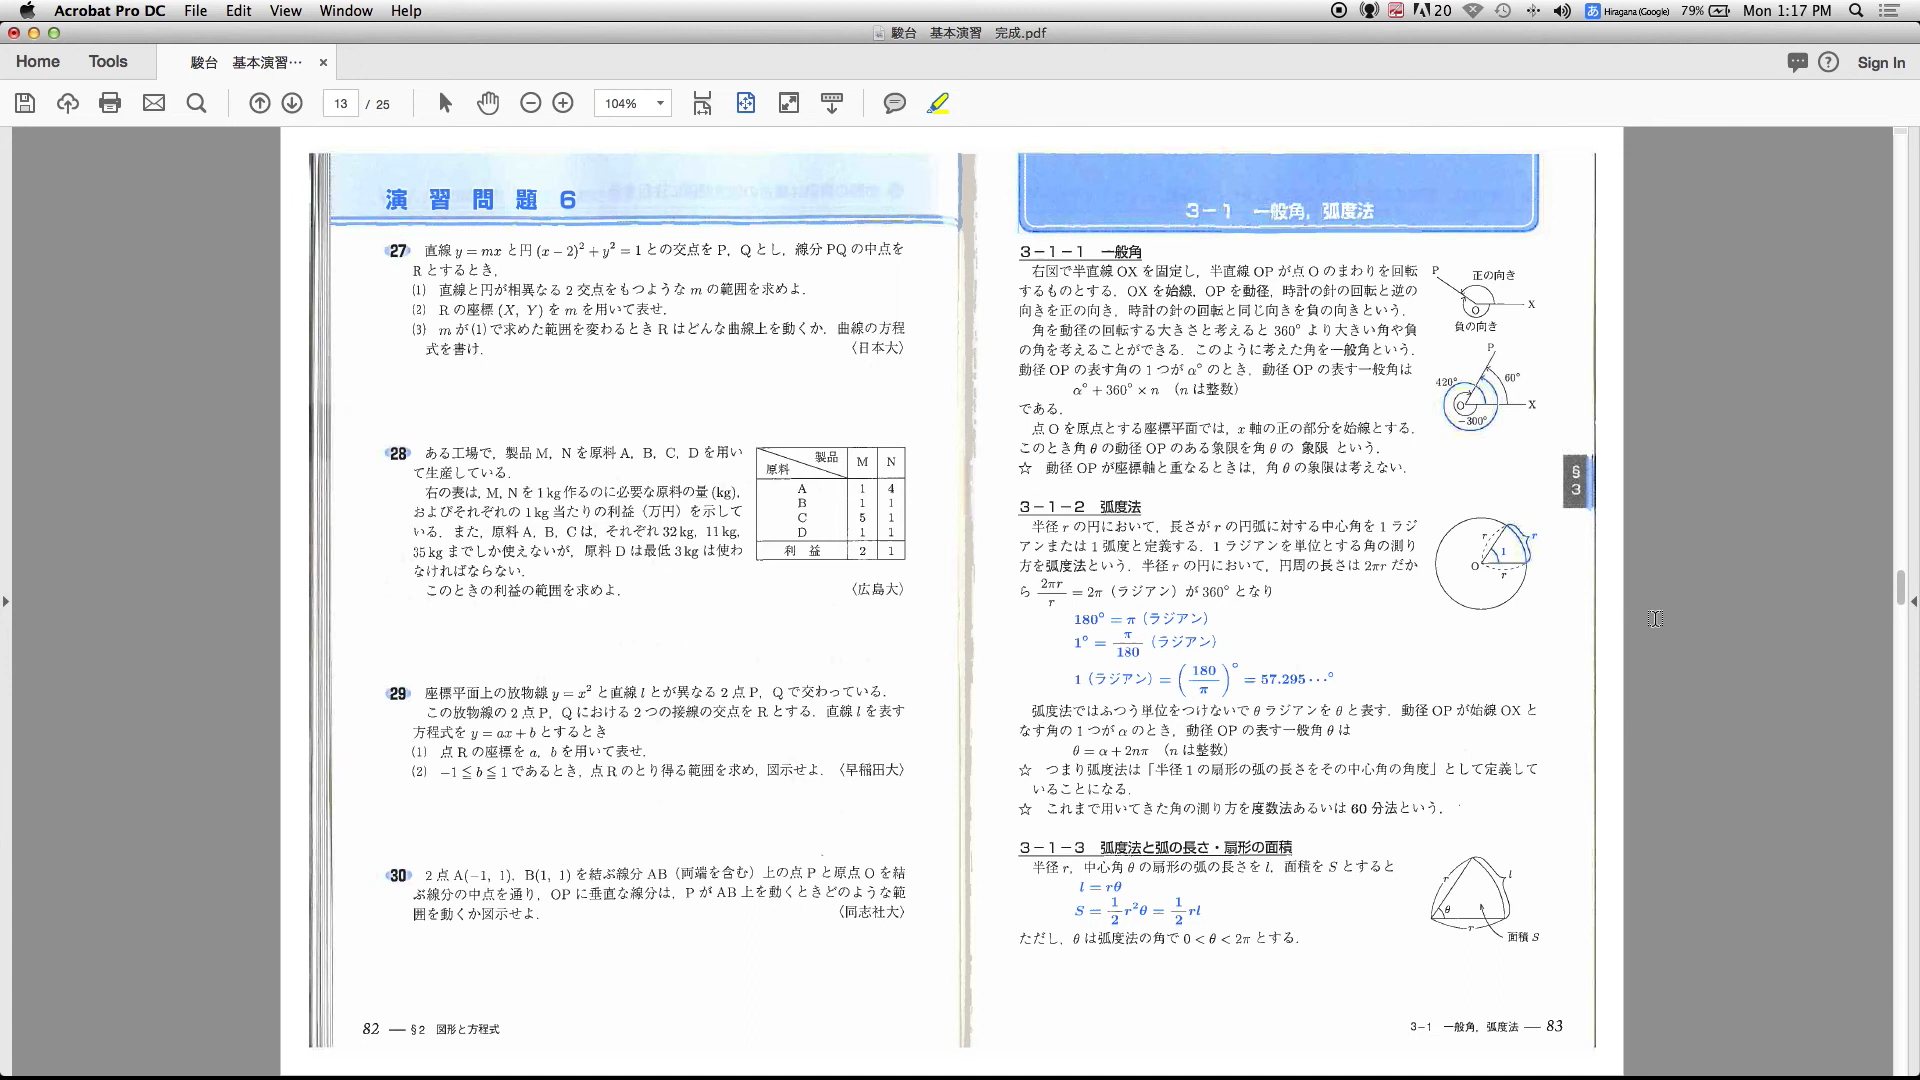 Acrobat Pro DC File Edit View Window Help
20 あ Hiragana (Google) 79% Mon 1:17 PM
駿台 基本演習 完成.pdf
Home Tools 駿台 基本演習… × Sign In
13 / 25 104%
演習問題 6
27 直線 y=mx と円 (x−2)²+y²=1 との交点を P，Q とし，線分 PQ の中点を
R とするとき，
(1) 直線と円が相異なる 2 交点をもつような m の範囲を求めよ．
(2) R の座標 (X, Y) を m を用いて表せ．
(3) m が (1) で求めた範囲を変わるとき R はどんな曲線上を動くか．曲線の方程
式を書け． 〈日本大〉
28 ある工場で，製品 M，N を原料 A，B，C，D を用い
て生産している．
右の表は，M，N を 1 kg 作るのに必要な原料の量 (kg)，
およびそれぞれの 1 kg 当たりの利益（万円）を示して
いる．また，原料 A，B，C は，それぞれ 32 kg，11 kg，
35 kg までしか使えないが，原料 D は最低 3 kg は使わ
なければならない．
このときの利益の範囲を求めよ． 〈広島大〉
製品 M N
原料
A 1 4
B 1 1
C 5 1
D 1 1
利 益 2 1
29 座標平面上の放物線 y=x² と直線 l とが異なる 2 点 P，Q で交わっている．
この放物線の 2 点 P，Q における 2 つの接線の交点を R とする．直線 l を表す
方程式を y=ax+b とするとき
(1) 点 R の座標を a，b を用いて表せ．
(2) −1≦b≦1 であるとき，点 R のとり得る範囲を求め，図示せよ．〈早稲田大〉
30 2 点 A(−1, 1)，B(1, 1) を結ぶ線分 AB（両端を含む）上の点 P と原点 O を結
ぶ線分の中点を通り，OP に垂直な線分は，P が AB 上を動くときどのような範
囲を動くか図示せよ． 〈同志社大〉
82 — §2 図形と方程式
3−1 一般角，弧度法
3−1−1 一般角
右図で半直線 OX を固定し，半直線 OP が点 O のまわりを回転
するものとする．OX を始線，OP を動径，時計の針の回転と逆の
向きを正の向き，時計の針の回転と同じ向きを負の向きという．
角を動径の回転する大きさと考えると 360° より大きい角や負
の角を考えることができる．このように考えた角を一般角という．
動径 OP の表す角の 1 つが α° のとき，動径 OP の表す一般角は
α°+360°×n （n は整数）
である．
点 O を原点とする座標平面では，x 軸の正の部分を始線とする．
このとき角 θ の動径 OP のある象限を角 θ の 象限 という．
☆ 動径 OP が座標軸と重なるときは，角 θ の象限は考えない．
P 正の向き
O X
負の向き
P
420° 60°
O X
−300°
§
3
3−1−2 弧度法
半径 r の円において，長さが r の円弧に対する中心角を 1 ラジ
アンまたは 1 弧度と定義する．1 ラジアンを単位とする角の測り
方を弧度法という．半径 r の円において，円周の長さは 2πr だか
ら 2πr/r = 2π（ラジアン）が 360° となり
180° = π（ラジアン）
1° = π/180（ラジアン）
1（ラジアン）= (180/π)° = 57.295…°
r r
1
O r
弧度法ではふつう単位をつけないで θ ラジアンを θ と表す．動径 OP が始線 OX と
なす角の 1 つが α のとき，動径 OP の表す一般角 θ は
θ=α+2nπ （n は整数）
☆ つまり弧度法は「半径 1 の扇形の弧の長さをその中心角の角度」として定義して
いることになる．
☆ これまで用いてきた角の測り方を度数法あるいは 60 分法という．
3−1−3 弧度法と弧の長さ・扇形の面積
半径 r，中心角 θ の扇形の弧の長さを l，面積を S とすると
l = rθ
S = 1/2 r²θ = 1/2 rl
ただし，θ は弧度法の角で 0<θ<2π とする．
r l
θ
r
面積 S
3−1 一般角，弧度法 — 83